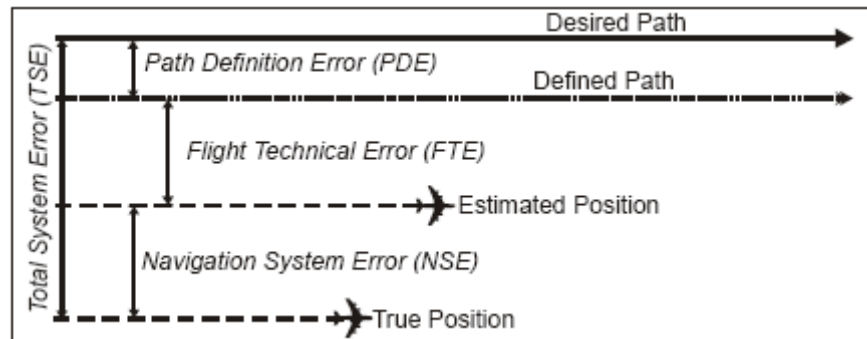 Desired Path
Path Definition Error (PDE)
Defined Path
Total System Error (TSE)
Flight Technical Error (FTE)
Estimated Position
Navigation System Error (NSE)
True Position